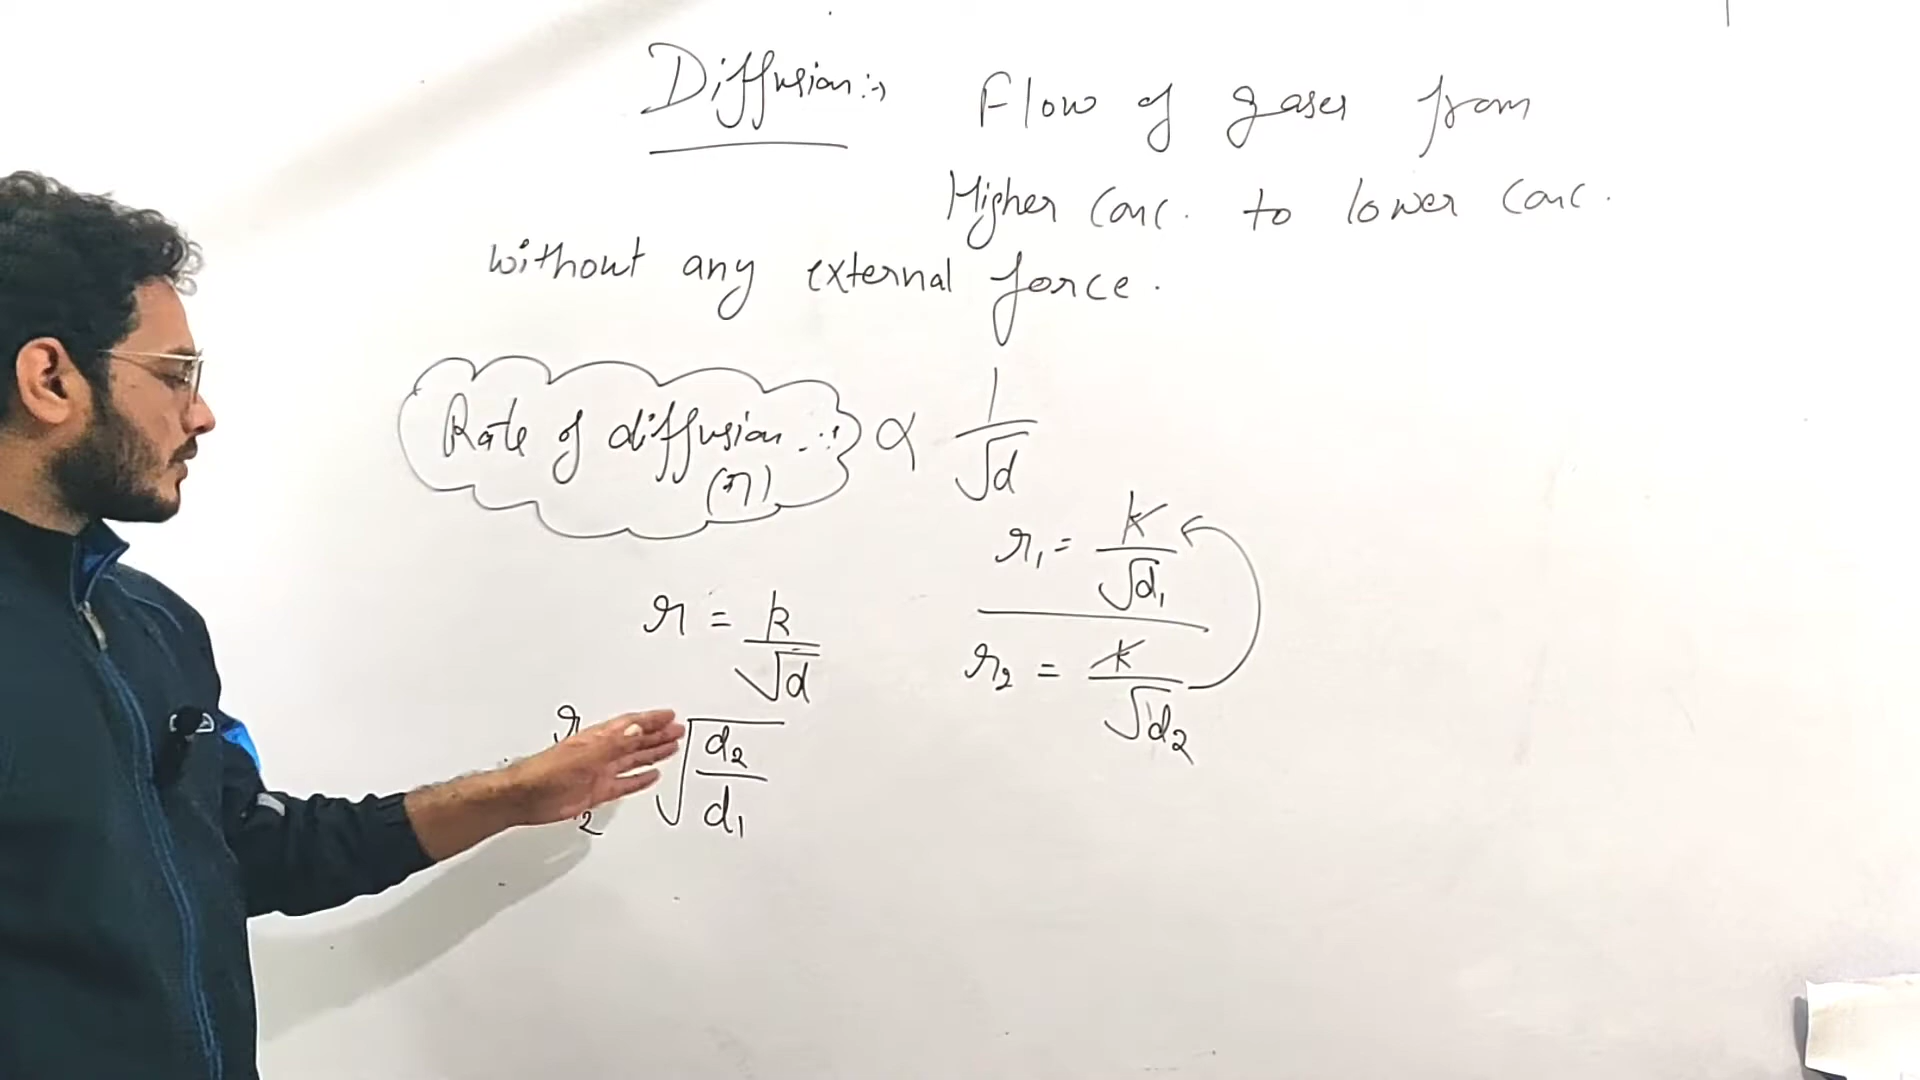 Diffusion :→ Flow of gases from
Higher conc. to lower conc.
without any external force.
Rate of diffusion :- (r) ∝ 1/√d
r₁ = k/√d₁
r = k/√d
r₂ = k/√d₂
r
2
√(d₂/d₁)